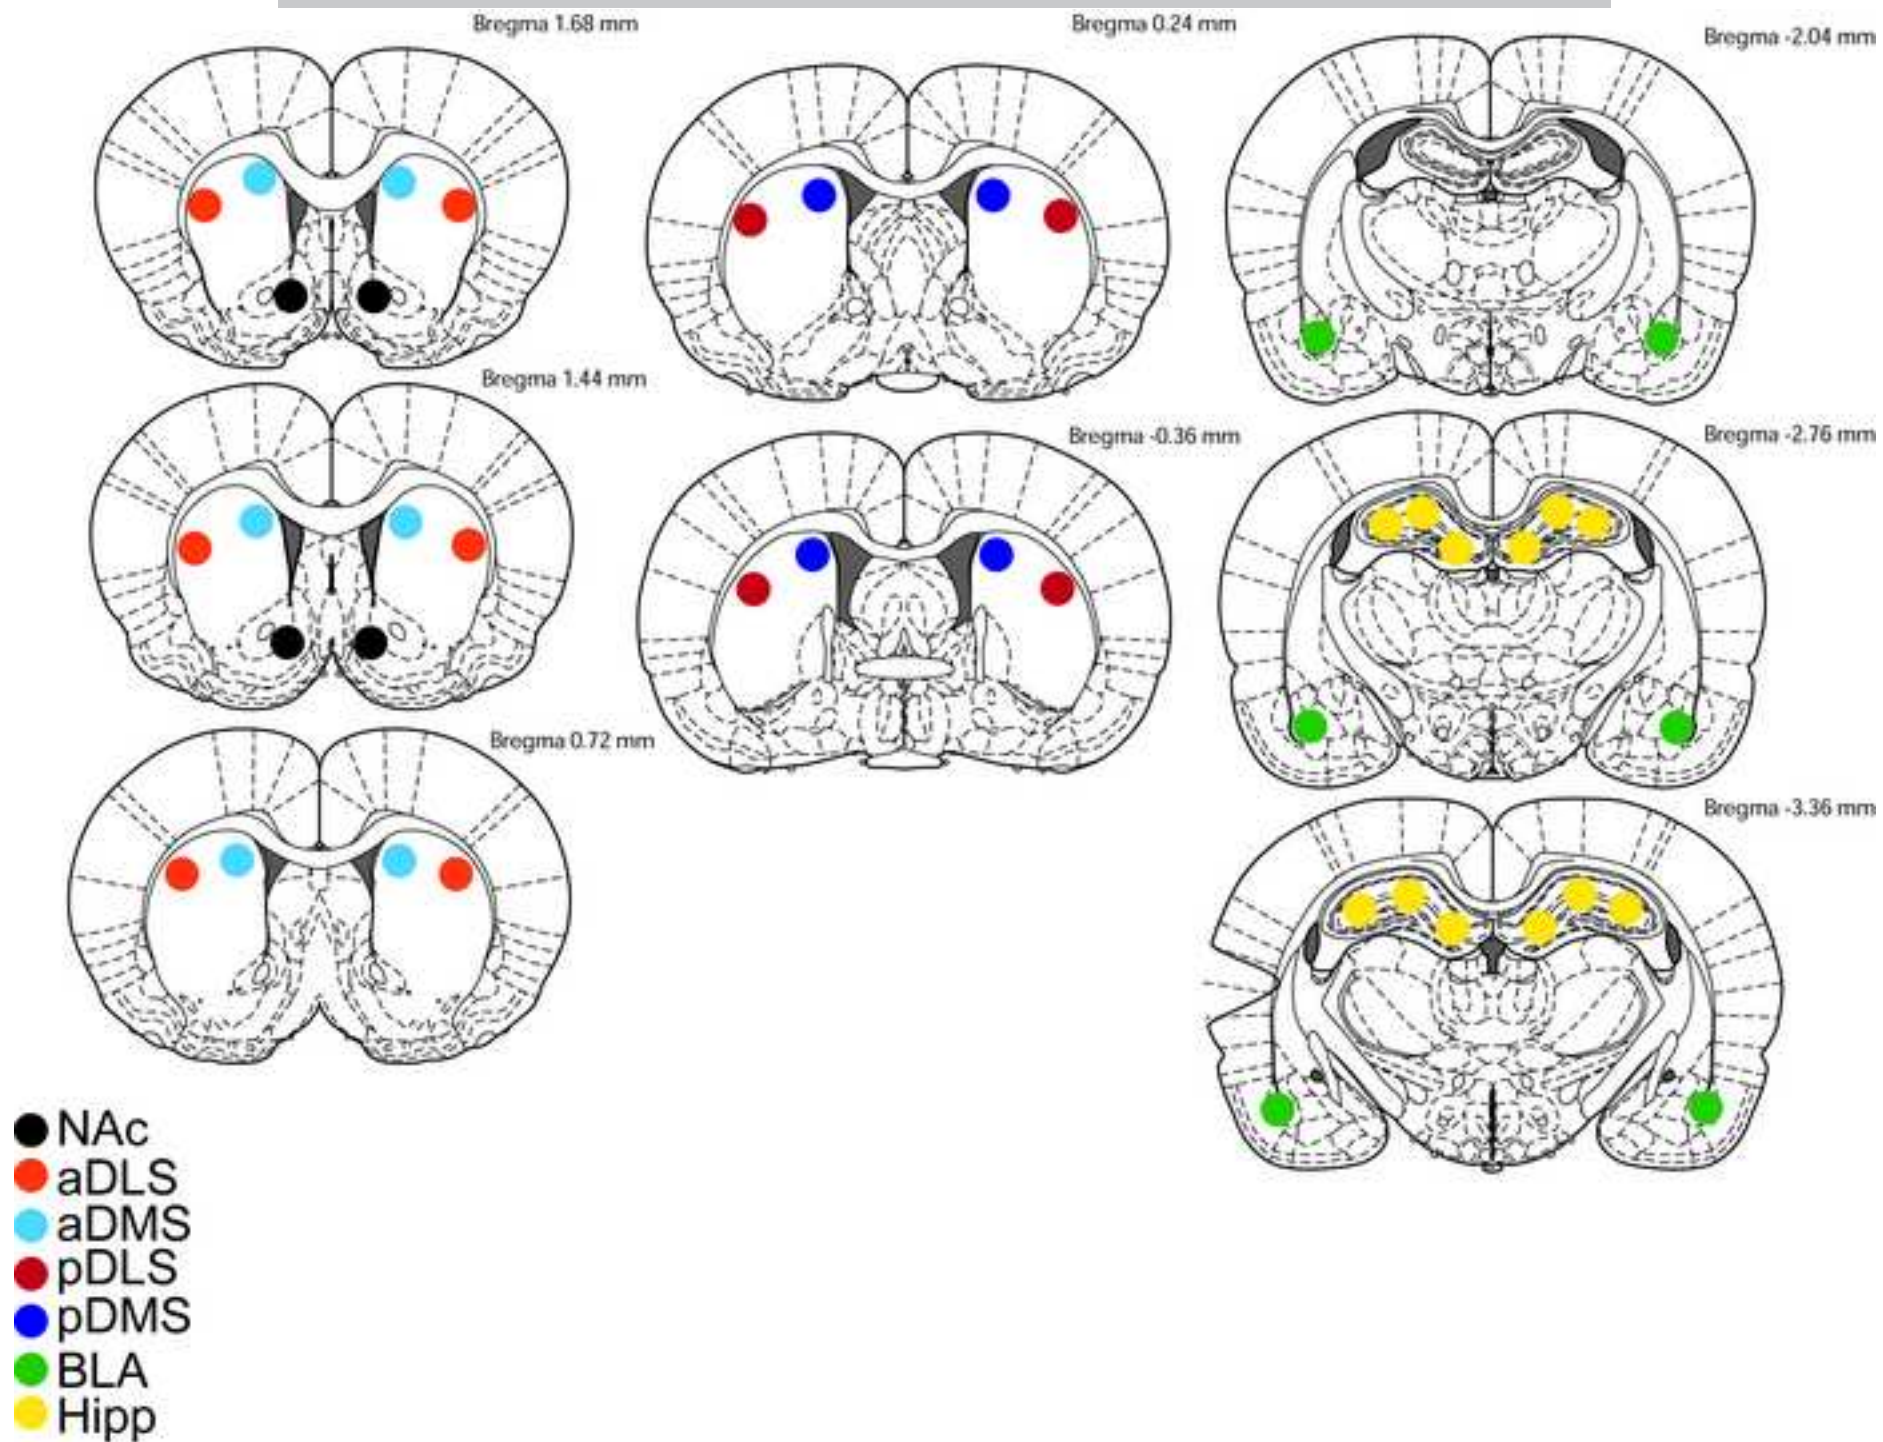 Bregma 1.68 mm
Bregma 0.24 mm
Bregma -2.04 mm
Bregma 1.44 mm
Bregma -0.36 mm
Bregma -2.76 mm
Bregma 0.72 mm
Bregma -3.36 mm
NAc
aDLS
aDMS
pDLS
pDMS
BLA
Hipp